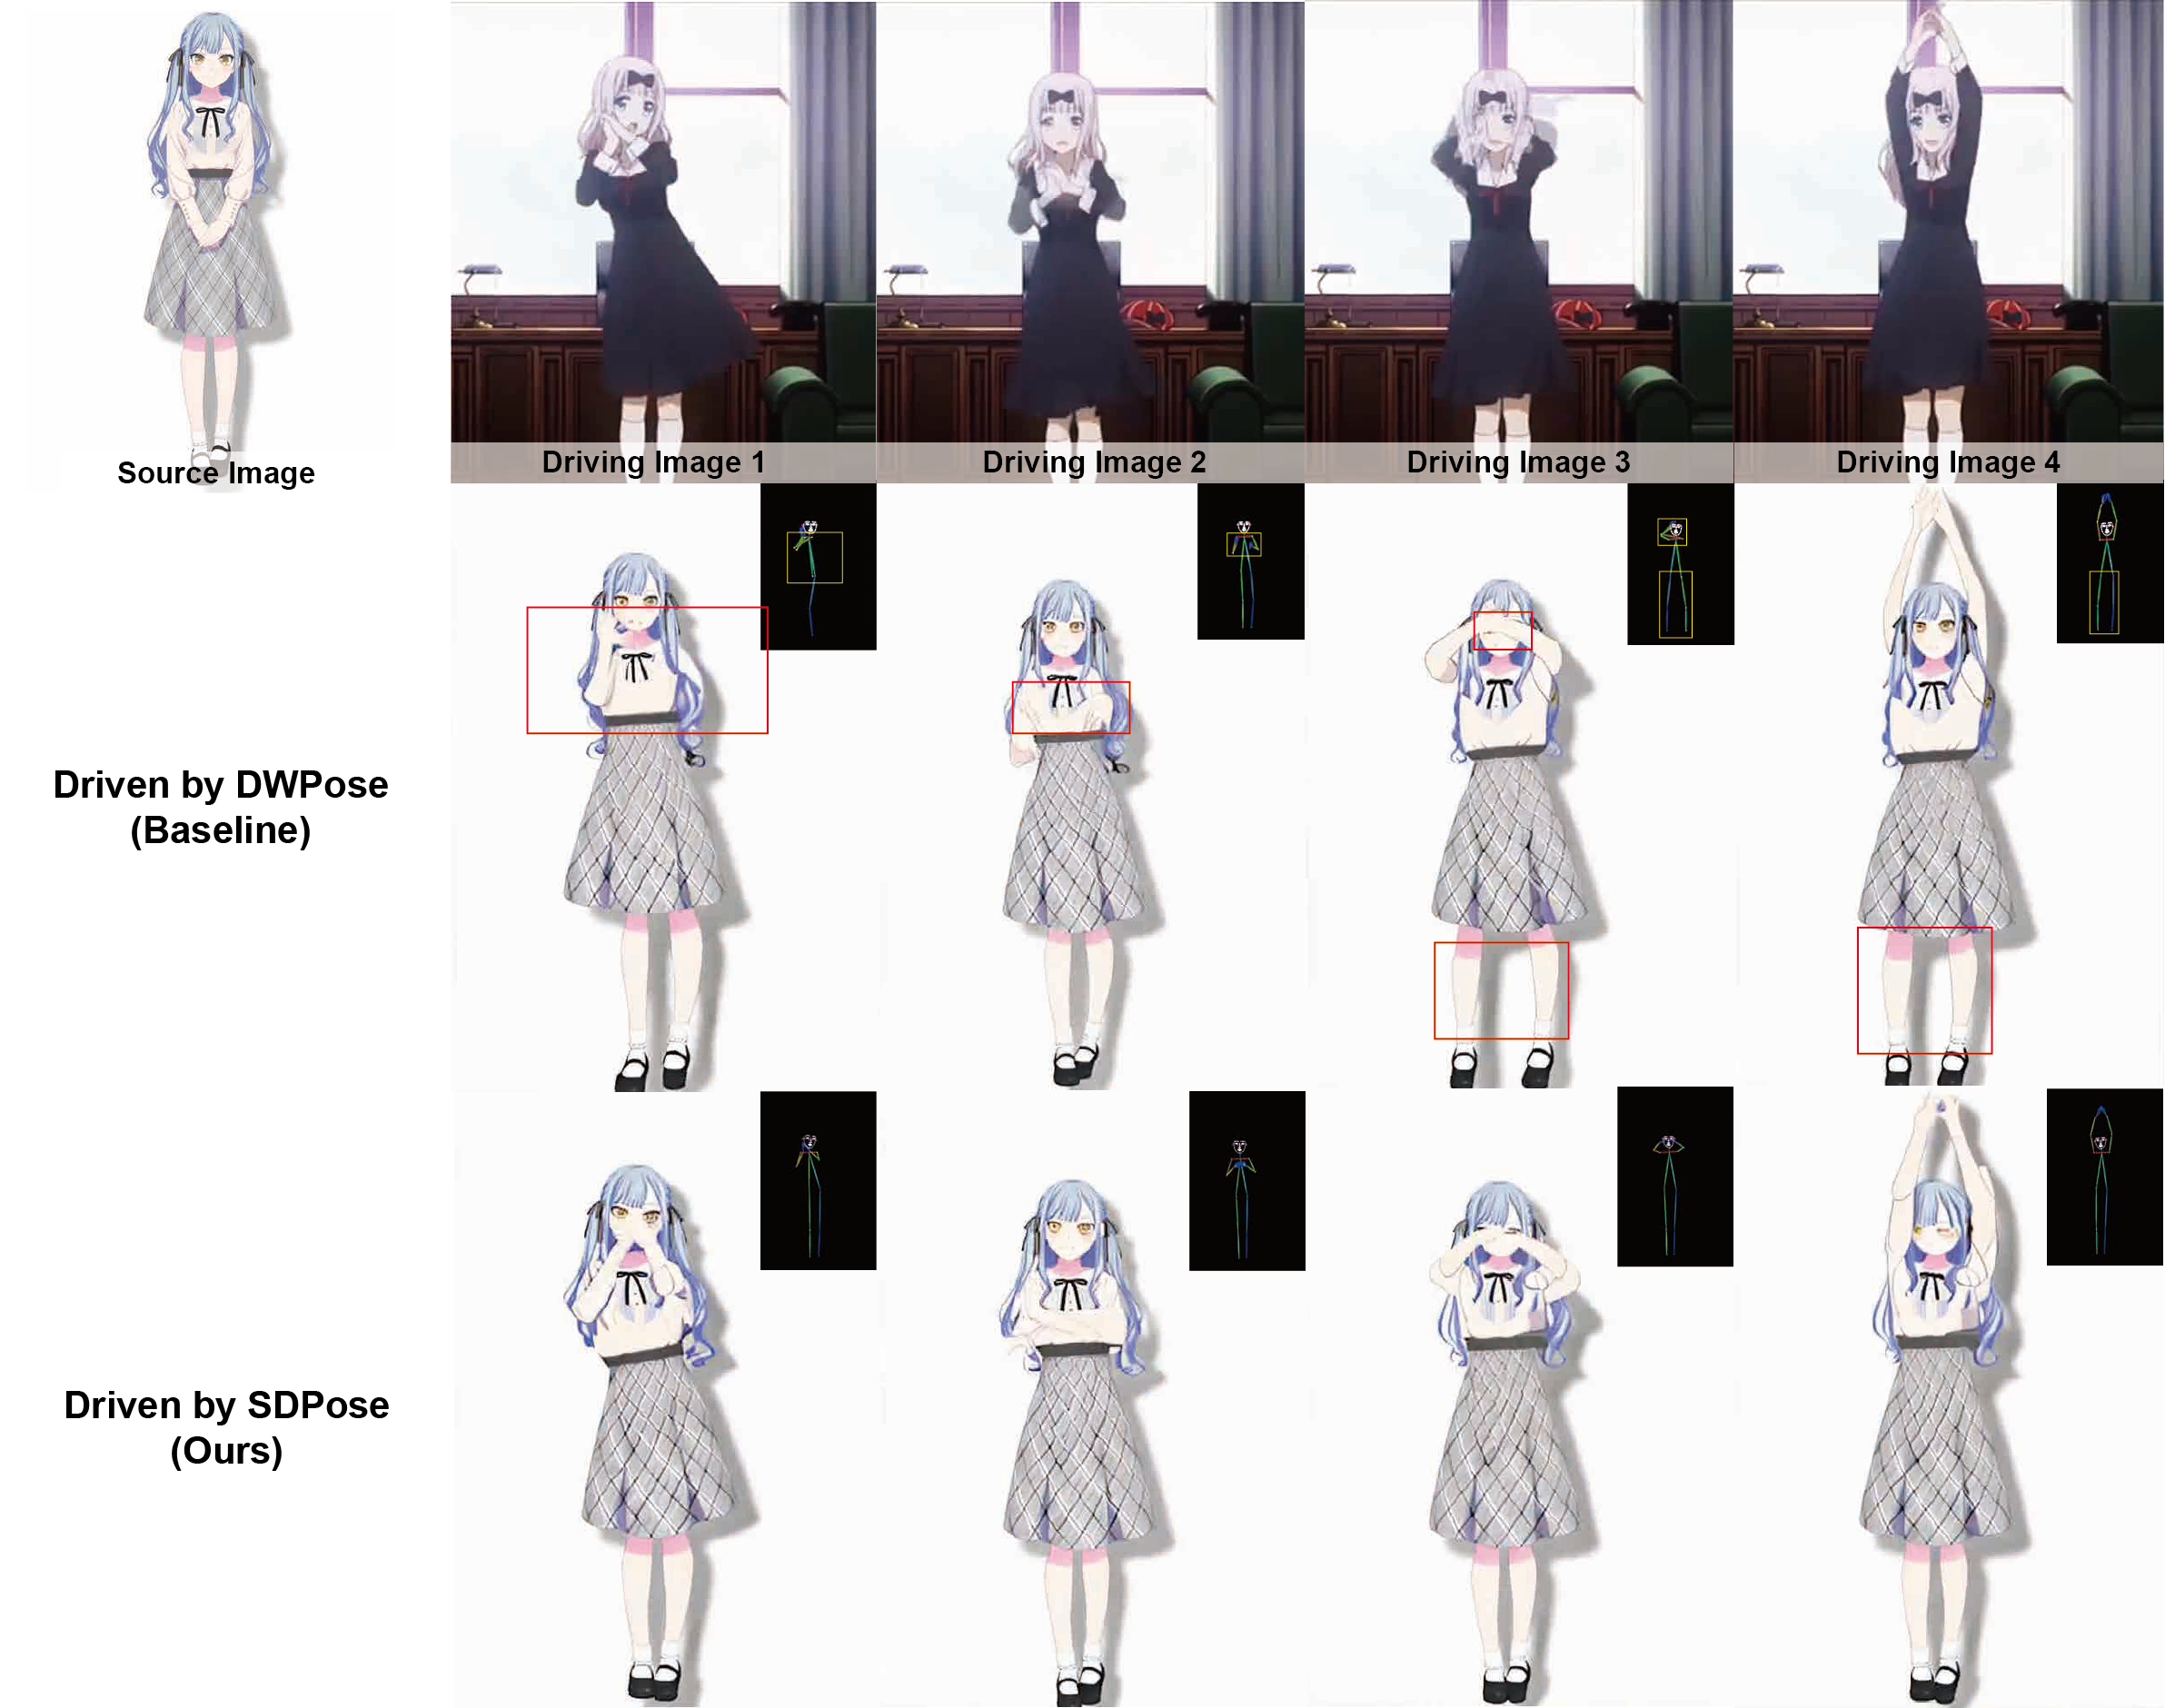 Source Image
Driving Image 1
Driving Image 2
Driving Image 3
Driving Image 4
Driven by DWPose
(Baseline)
Driven by SDPose
(Ours)